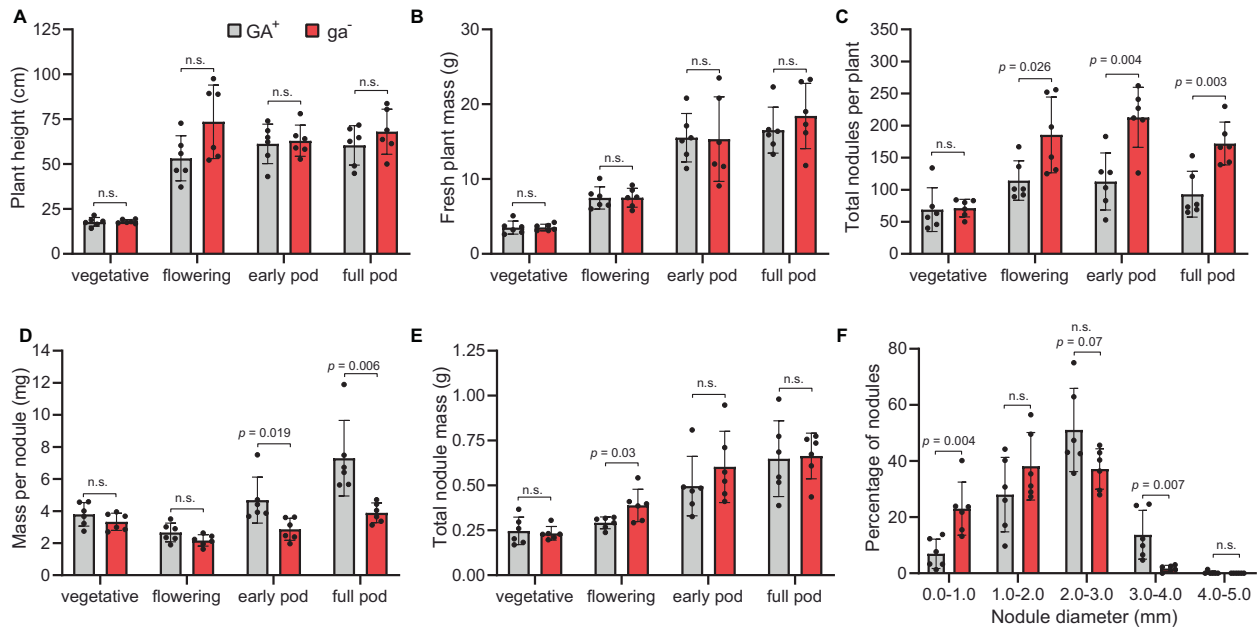 A
Plant height (cm)
125
100
75
50
25
0
GA⁺ ga⁻
n.s.
n.s.
n.s.
n.s.
vegetative flowering early pod full pod
B
Fresh plant mass (g)
30
20
10
0
n.s.
n.s.
n.s.
n.s.
vegetative flowering early pod full pod
C
Total nodules per plant
350
300
250
200
150
100
50
0
n.s.
p = 0.026
p = 0.004
p = 0.003
vegetative flowering early pod full pod
D
Mass per nodule (mg)
14
12
10
8
6
4
2
0
n.s.
n.s.
p = 0.019
p = 0.006
vegetative flowering early pod full pod
E
Total nodule mass (g)
1.25
1.00
0.75
0.50
0.25
0.00
n.s.
p = 0.03
n.s.
n.s.
vegetative flowering early pod full pod
F
Percentage of nodules
80
60
40
20
0
p = 0.004
n.s.
n.s.
p = 0.07
p = 0.007
n.s.
0.0-1.0 1.0-2.0 2.0-3.0 3.0-4.0 4.0-5.0
Nodule diameter (mm)